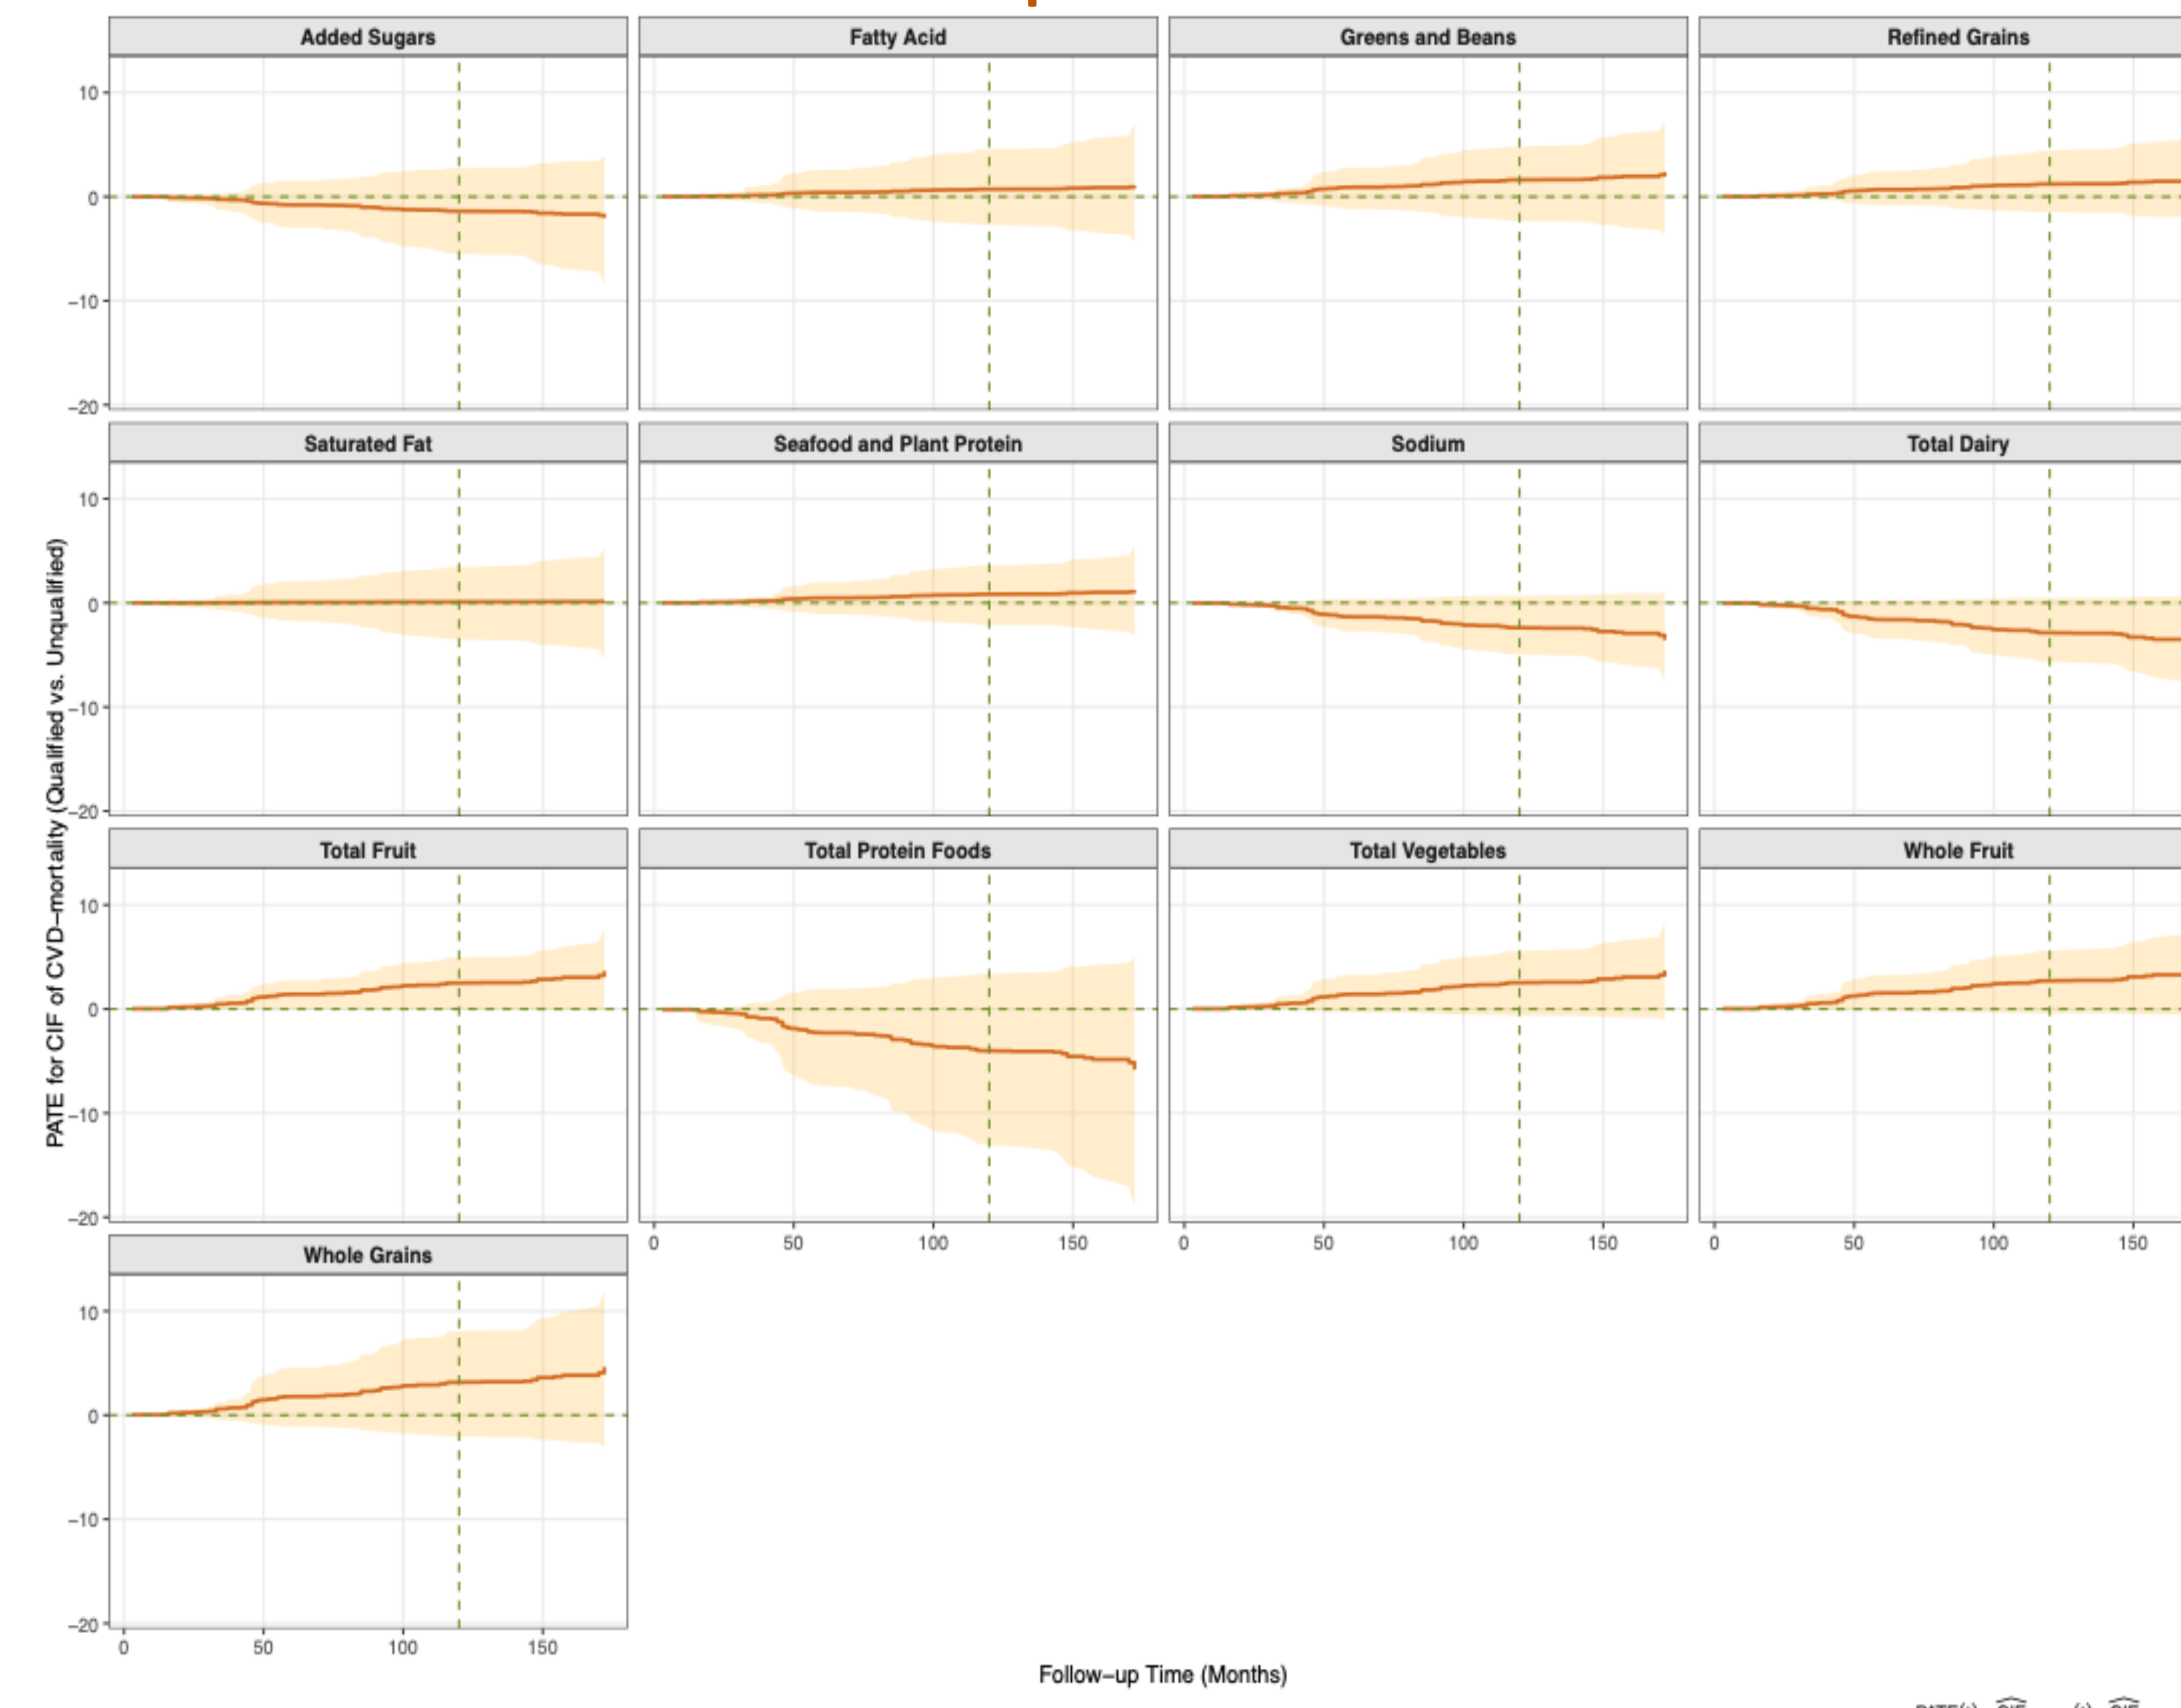 Added Sugars
Fatty Acid
Greens and Beans
Refined Grains
10
0
−10
−20
Saturated Fat
Seafood and Plant Protein
Sodium
Total Dairy
10
0
−10
−20
PATE for CIF of CVD−mortality (Qualified vs. Unqualified)
Total Fruit
Total Protein Foods
Total Vegetables
Whole Fruit
10
0
−10
−20
0 50 100 150
0 50 100 150
0 50 100 150
Whole Grains
10
0
−10
−20
0 50 100 150
Follow−up Time (Months)